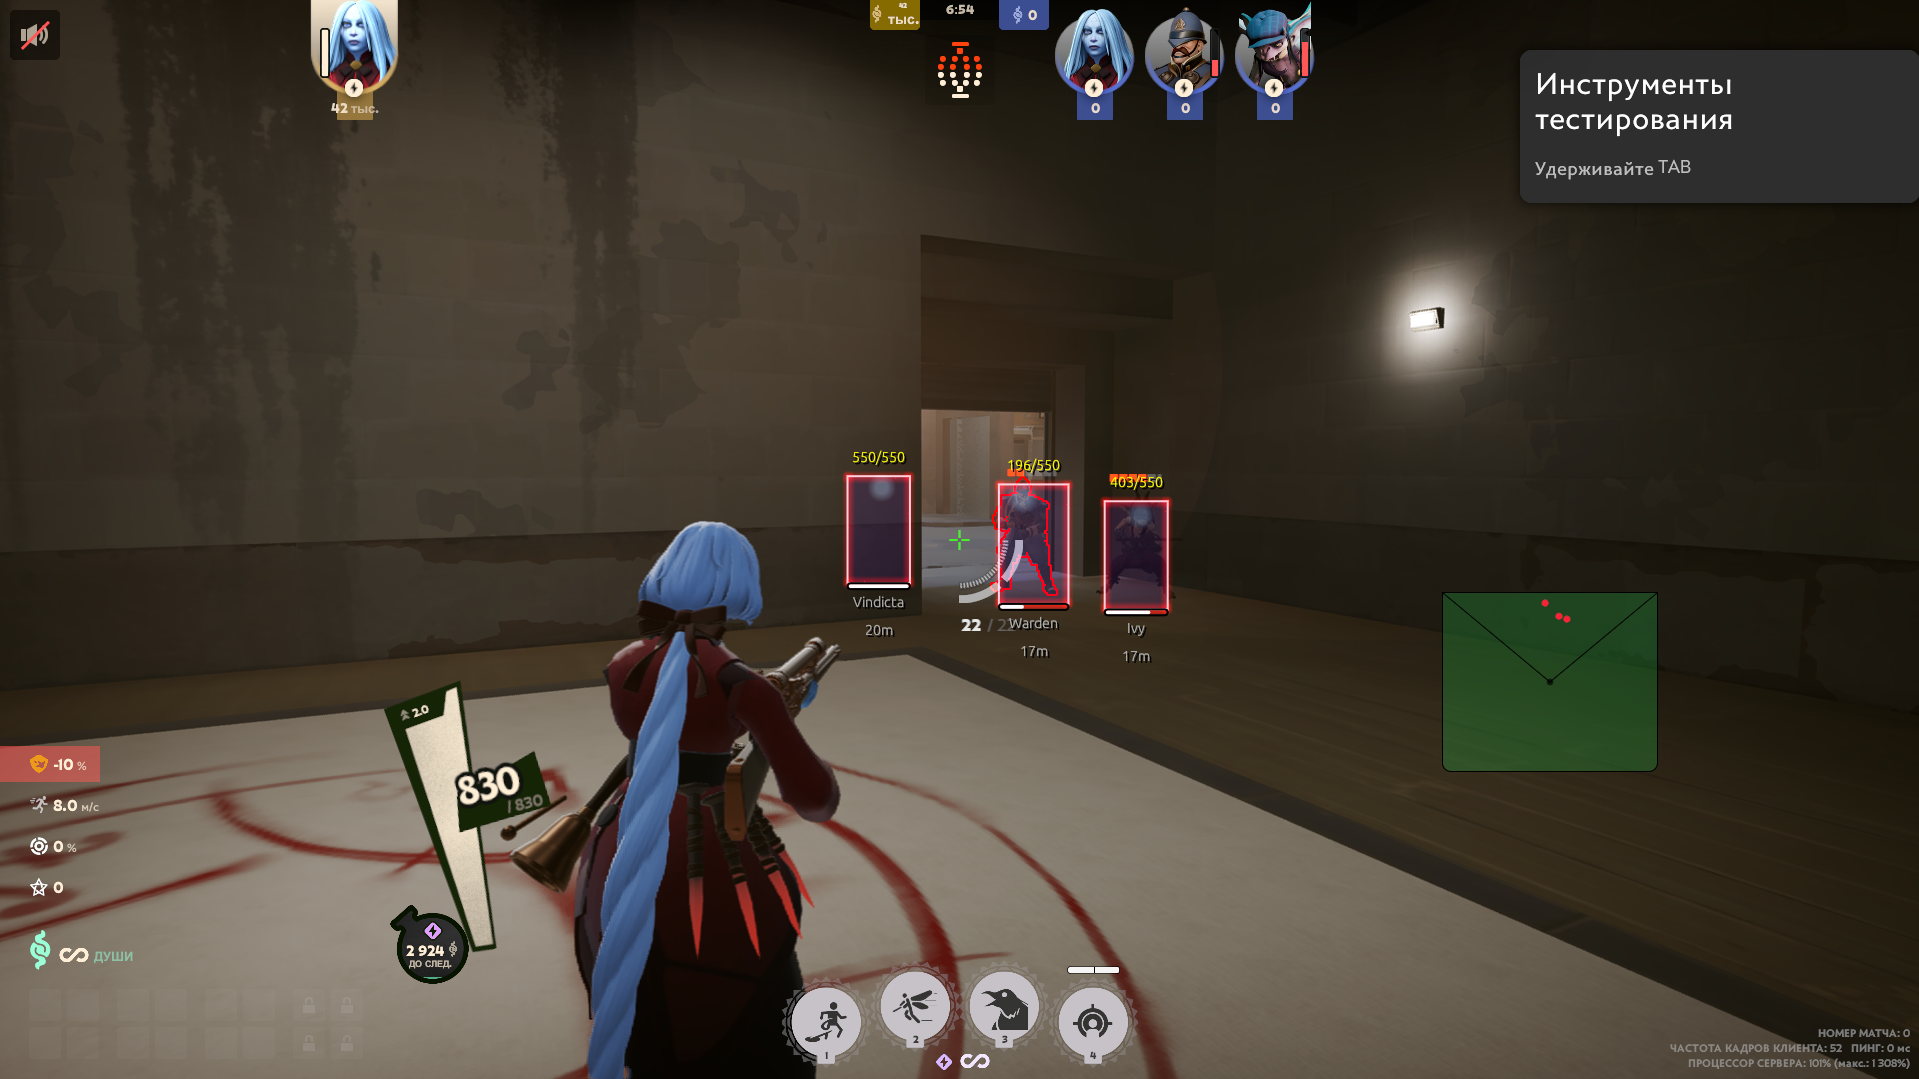 42
ТЫС.
6:54
0
42 ТЫС.
0
0
0
Инструменты
тестирования
Удерживайте TAB
550/550
196/550
403/550
Vindicta
20m
22 / 22
Warden
17m
Ivy
17m
2.0
830
/ 830
-10 %
8.0 м/с
0 %
0
ДУШИ
2 924
ДО СЛЕД.
1
2
3
4
НОМЕР МАТЧА: 0
ЧАСТОТА КАДРОВ КЛИЕНТА: 52 ПИНГ: 0 мс
ПРОЦЕССОР СЕРВЕРА: 101% (макс.: 1 308%)